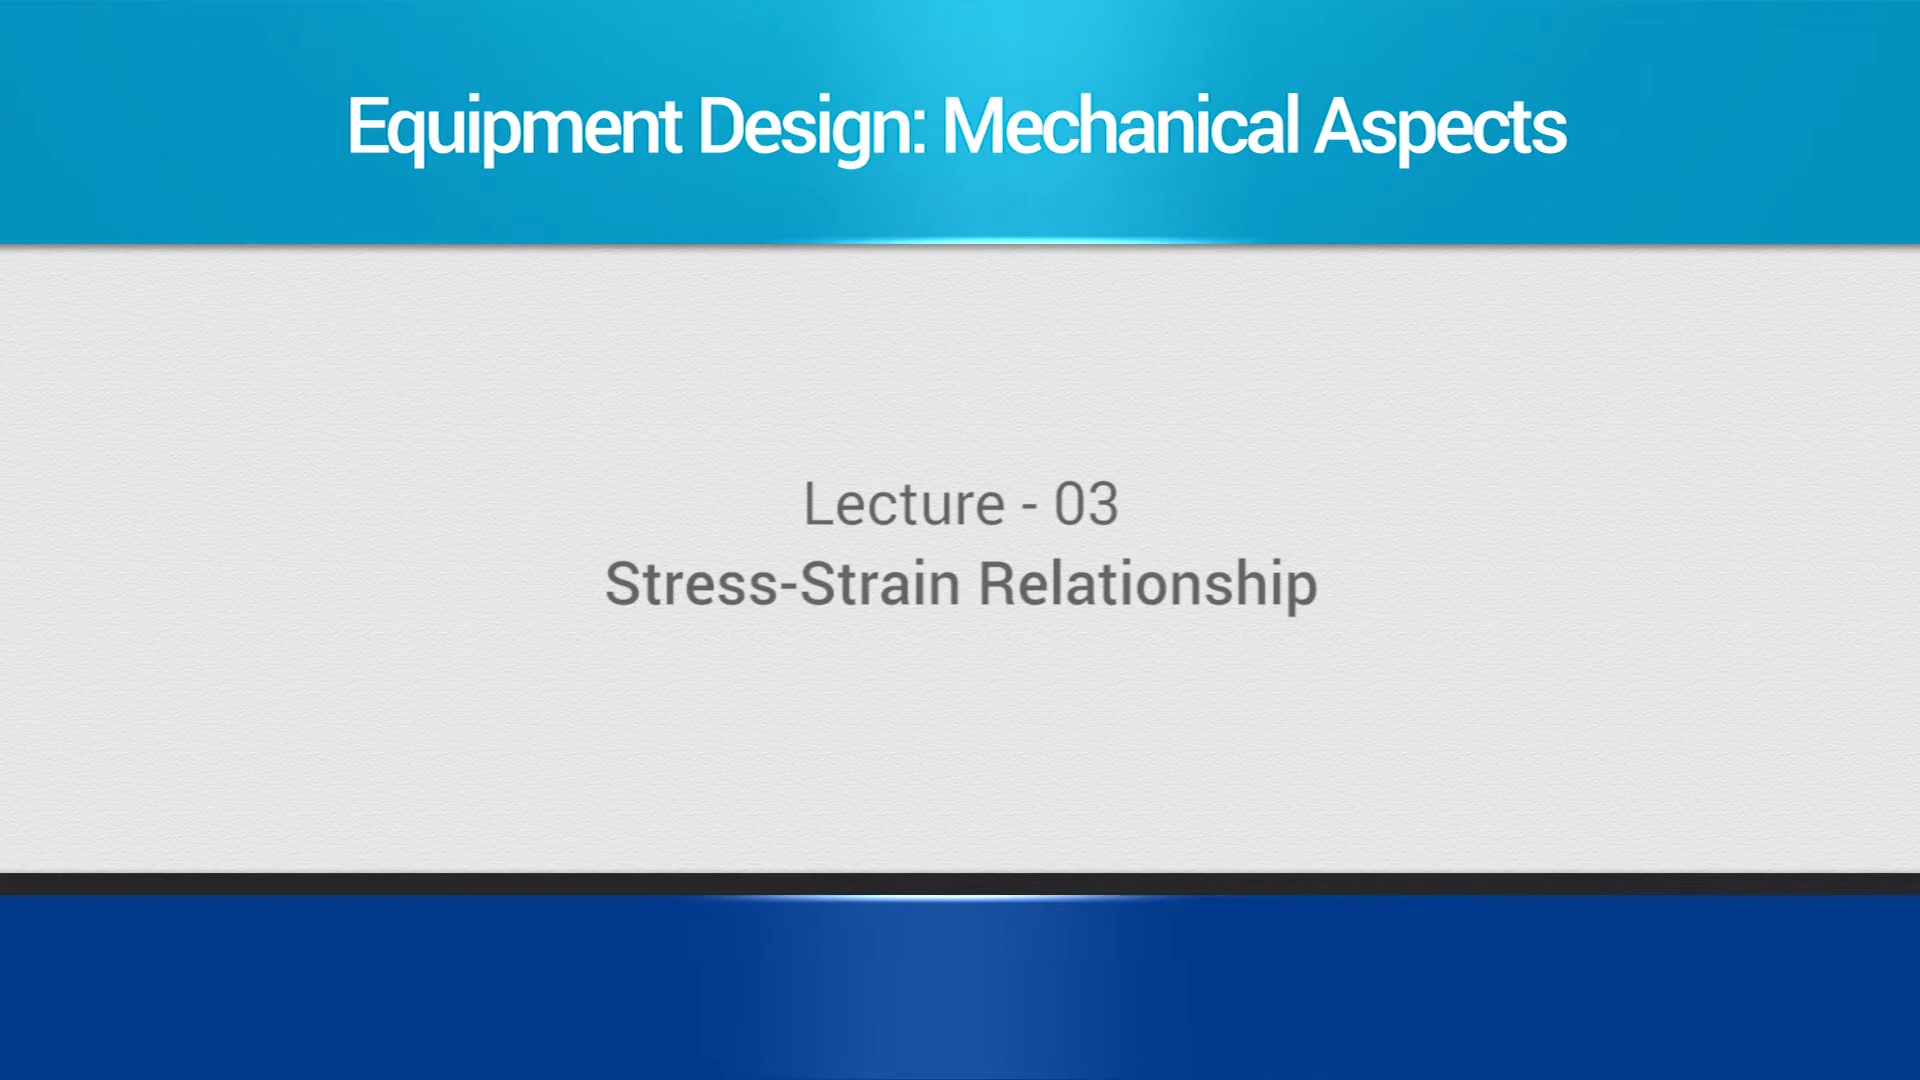 Equipment Design: Mechanical Aspects
Lecture - 03
Stress-Strain Relationship